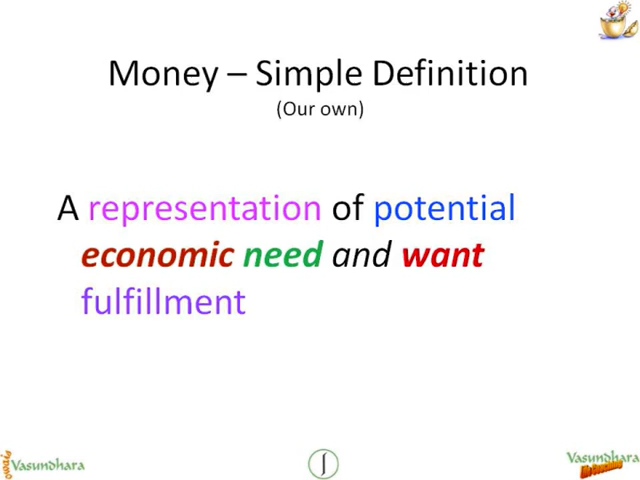 Money – Simple Definition
(Our own)
A representation of potential
economic need and want
fulfillment
Vasundhara
Vasundhara